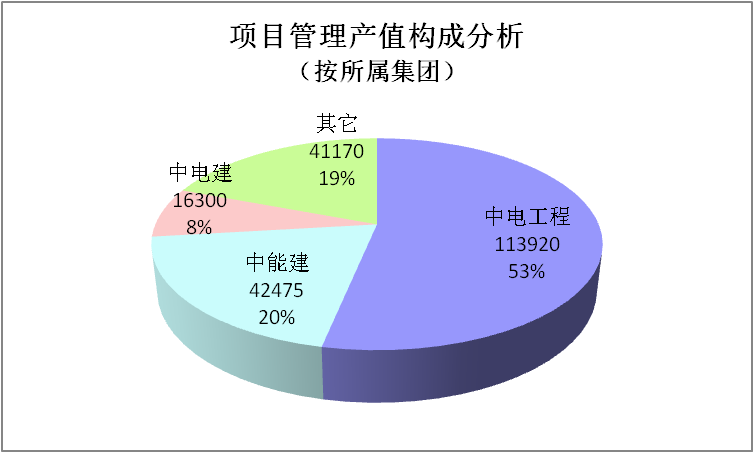 项目管理产值构成分析
（按所属集团）
其它
41170
19%
中电建
16300
8%
中电工程
113920
53%
中能建
42475
20%